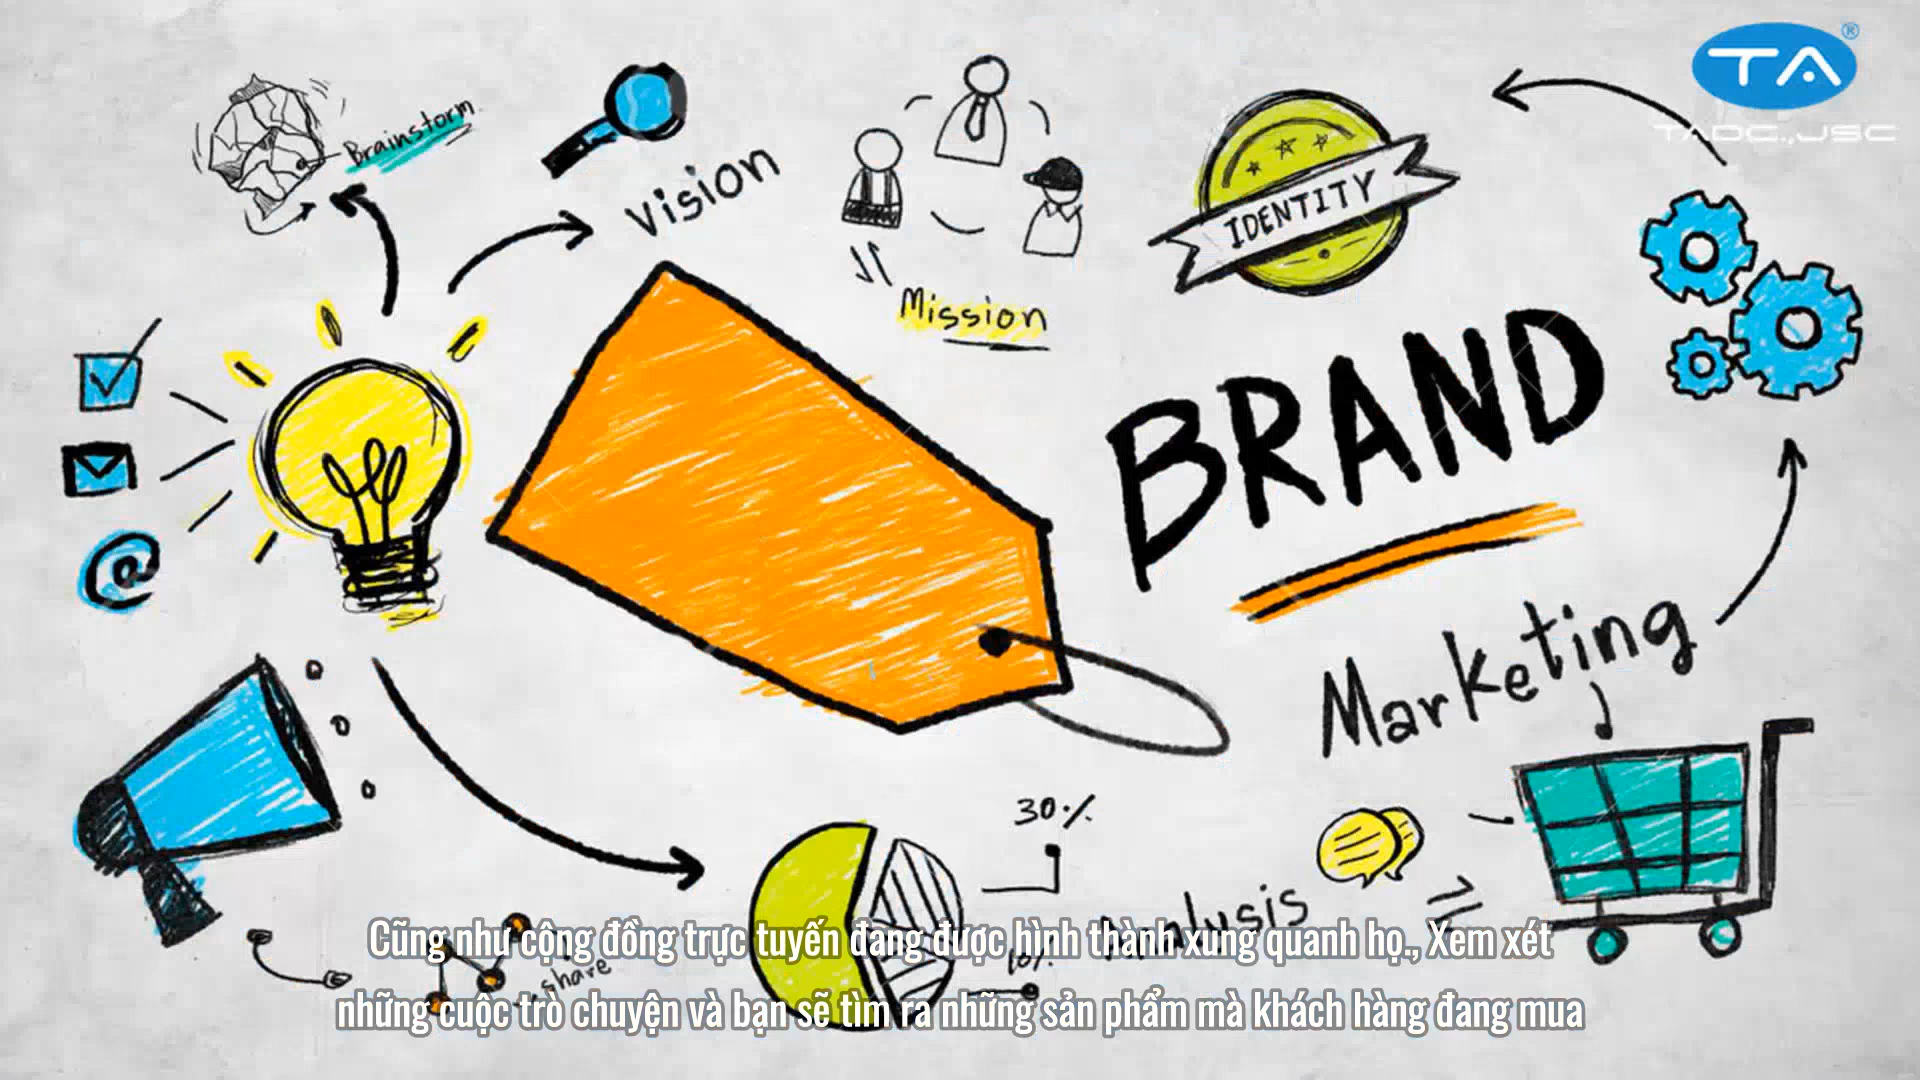 TA®
TADC.,JSC
Brainstorm
vision
Mission
IDENTITY
BRAND
Marketing
30%
Analysis
10%
share
Cũng như cộng đồng trực tuyến đang được hình thành xung quanh họ., Xem xét
những cuộc trò chuyện và bạn sẽ tìm ra những sản phẩm mà khách hàng đang mua